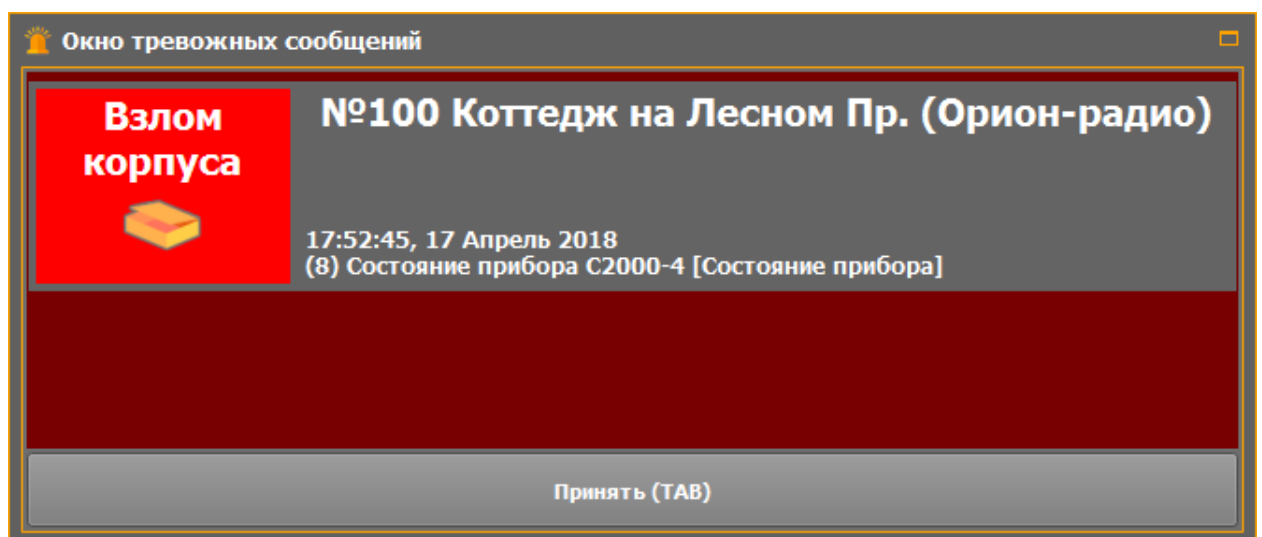 Окно тревожных сообщений
Взлом
корпуса
№100 Коттедж на Лесном Пр. (Орион-радио)
17:52:45, 17 Апрель 2018
(8) Состояние прибора С2000-4 [Состояние прибора]
Принять (TAB)